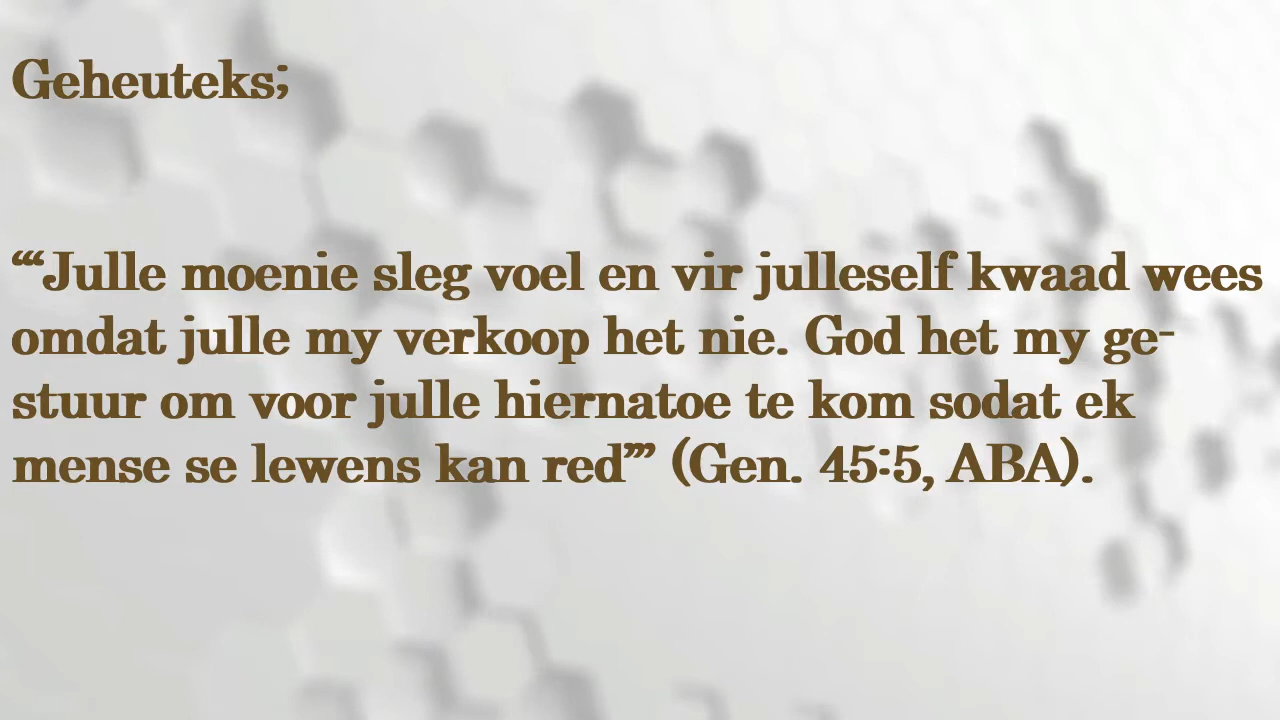 Geheuteks;
“‘Julle moenie sleg voel en vir julleself kwaad wees
omdat julle my verkoop het nie. God het my ge-
stuur om voor julle hiernatoe te kom sodat ek
mense se lewens kan red’” (Gen. 45:5, ABA).